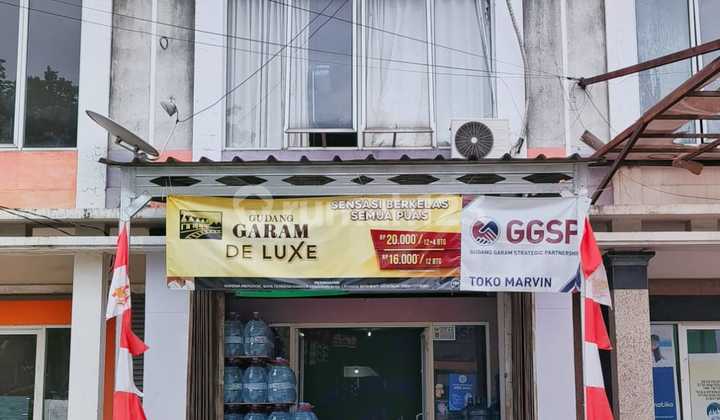 GUDANG
GARAM
DE LUXE
SENSASI BERKELAS
SEMUA PUAS
RP 20.000/12+4 BTG
RP 16.000/12 BTG
GGSP
GUDANG GARAM STRATEGIC PARTNERSHIP
TOKO MARVIN
PERINGATAN: